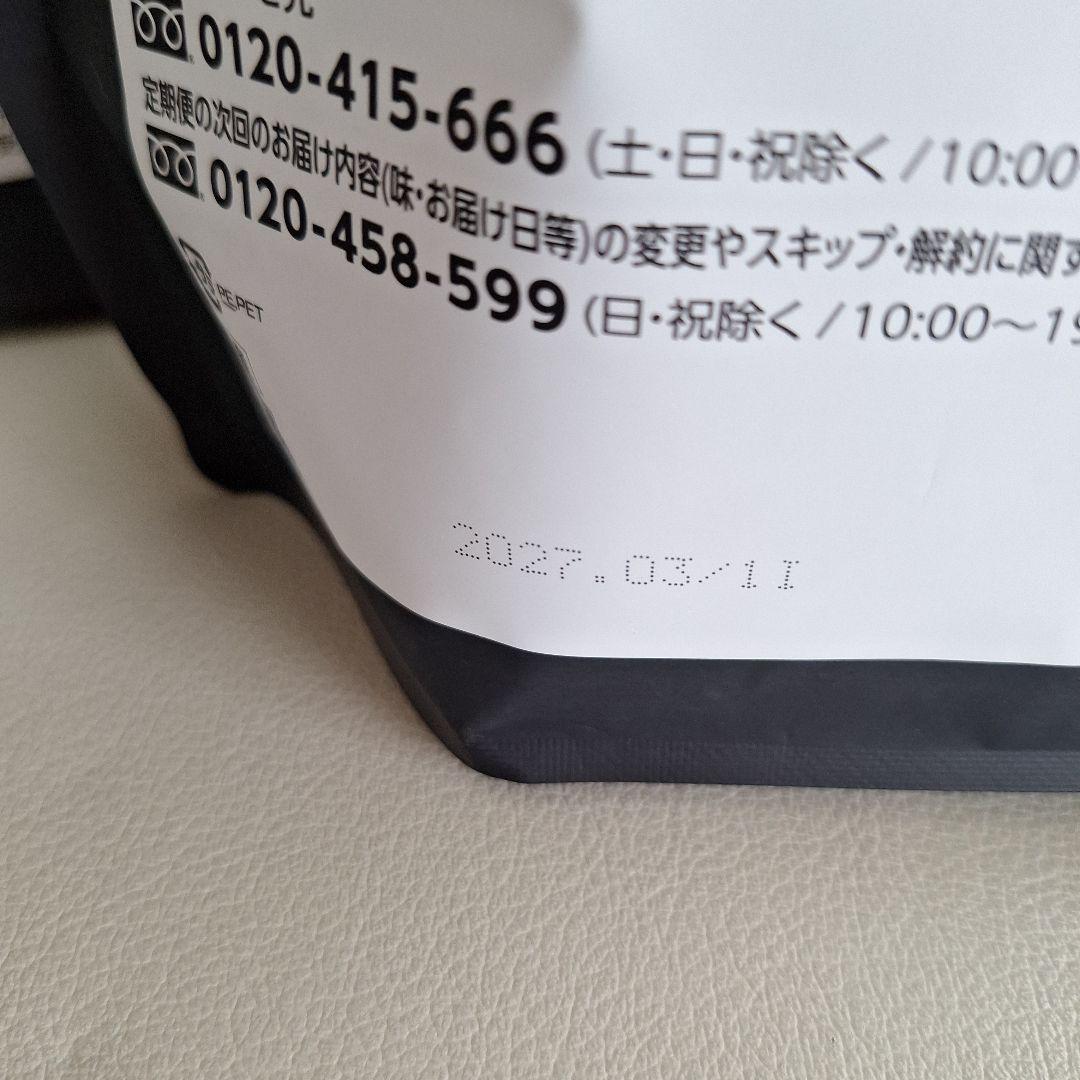 0120-415-666 (土・日・祝除く/10:00
定期便の次回のお届け内容(味・お届け日等)の変更やスキップ・解約に関す
0120-458-599 (日・祝除く/10:00~19
PE,PET
2027.03/1I